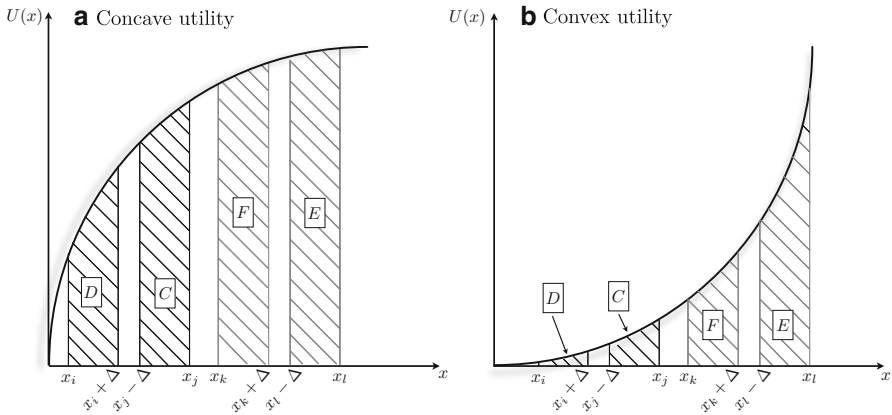 a Concave utility
U(x)
D
C
F
E
x_i
x_i + Δ
x_j − Δ
x_j
x_k
x_k + Δ
x_l − Δ
x_l
x
b Convex utility
U(x)
D
C
F
E
x_i
x_i + Δ
x_j − Δ
x_j
x_k
x_k + Δ
x_l − Δ
x_l
x